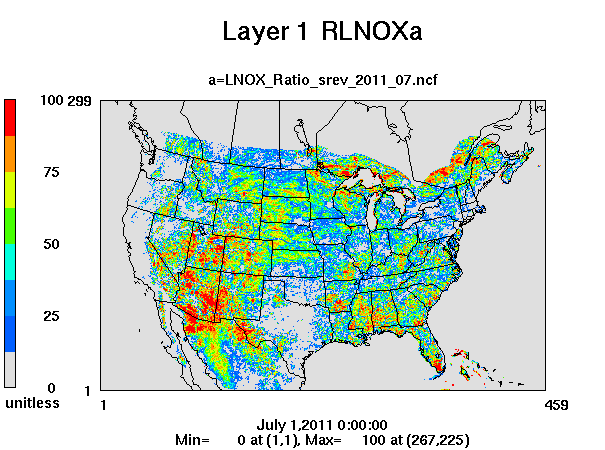 Layer 1 RLNOXa
a=LNOX_Ratio_srev_2011_07.ncf
100
299
75
50
25
0
1
unitless
1
459
July 1,2011 0:00:00
Min= 0 at (1,1), Max= 100 at (267,225)